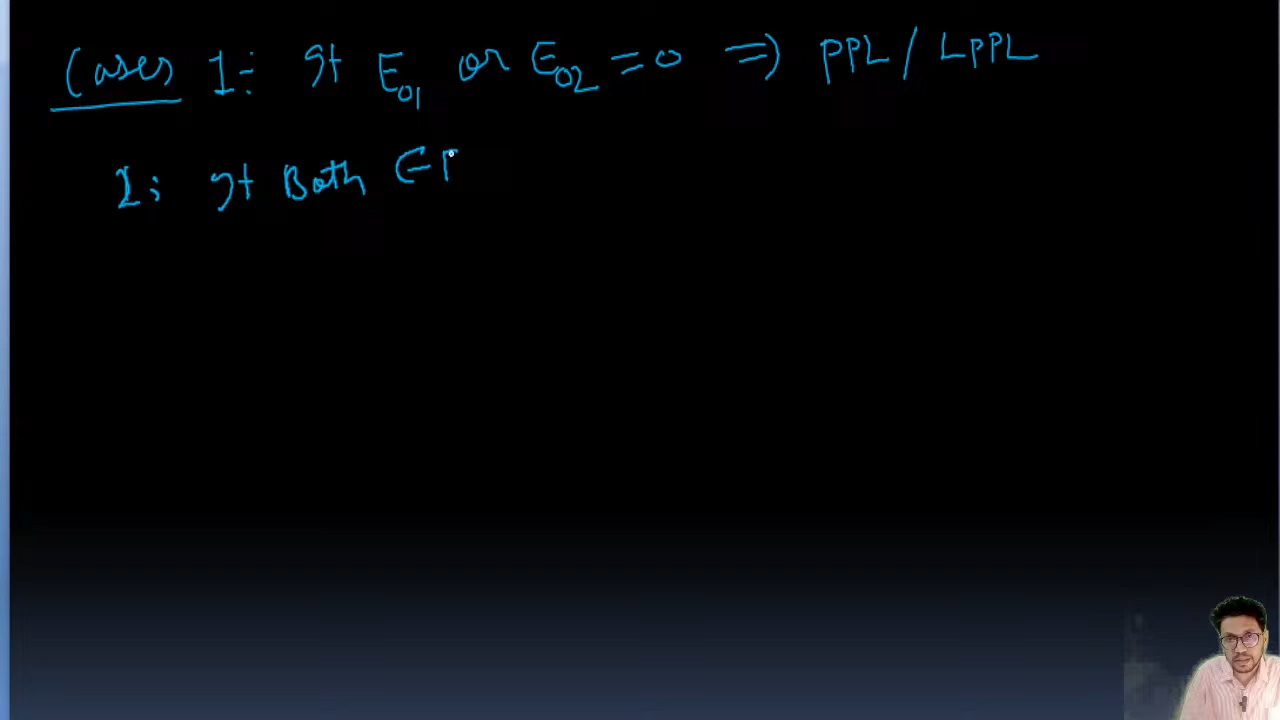 Cases 1:- If E01 or E02 = 0 ⇒ PPL / LPPL
2: If Both E